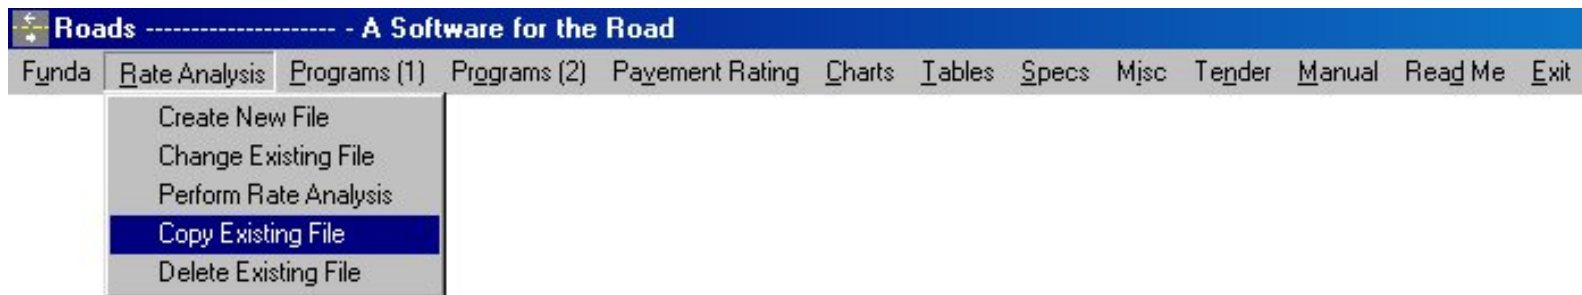 Roads --------------------- - A Software for the Road
Funda Rate Analysis Programs (1) Programs (2) Pavement Rating Charts Tables Specs Misc Tender Manual Read Me Exit
Create New File
Change Existing File
Perform Rate Analysis
Copy Existing File
Delete Existing File